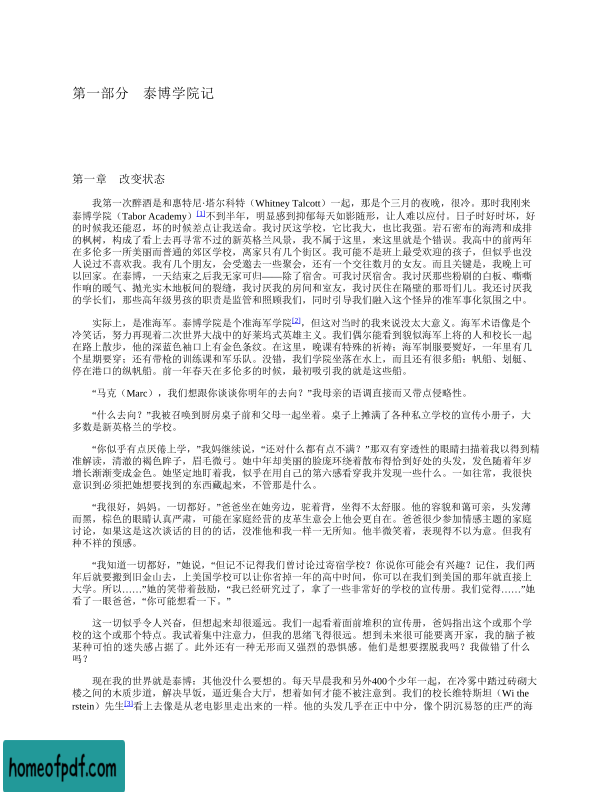 第一部分　泰博学院记
第一章　改变状态
我第一次醉酒是和惠特尼·塔尔科特（Whitney Talcott）一起，那是个三月的夜晚，很冷。那时我刚来
泰博学院（Tabor Academy）[1]不到半年，明显感到抑郁每天如影随形，让人难以应付。日子时好时坏，好
的时候我还能忍，坏的时候差点让我送命。我讨厌这学校，它比我大，也比我强。岩石密布的海湾和成排
的枫树，构成了看上去再寻常不过的新英格兰风景，我不属于这里，来这里就是个错误。我高中的前两年
在多伦多一所美丽而普通的郊区学校，离家只有几个街区。我可能不是班上最受欢迎的孩子，但似乎也没
人说过不喜欢我。我有几个朋友，会受邀去一些聚会，还有一个交往数月的女友。而且关键是，我晚上可
以回家。在泰博，一天结束之后我无家可归——除了宿舍。可我讨厌宿舍。我讨厌那些粉刷的白板、嘶嘶
作响的暖气、抛光实木地板间的裂缝，我讨厌我的房间和室友，我讨厌住在隔壁的那哥们儿。我还讨厌我
的学长们，那些高年级男孩的职责是监管和照顾我们，同时引导我们融入这个怪异的准军事化氛围之中。
实际上，是准海军。泰博学院是个准海军学院[2]，但这对当时的我来说没太大意义。海军术语像是个
冷笑话，努力再现着二次世界大战中的好莱坞式英雄主义。我们偶尔能看到貌似海军上将的人和校长一起
在路上散步，他的深蓝色袖口上有金色条纹。在这里，晚课有特殊的祈祷；海军制服要熨好，一年里有几
个星期要穿；还有带枪的训练课和军乐队。没错，我们学院坐落在水上，而且还有很多船：帆船、划艇、
停在港口的纵帆船。前一年春天在多伦多的时候，最初吸引我的就是这些船。
“马克（Marc），我们想跟你谈谈你明年的去向？”我母亲的语调直接而又带点侵略性。
“什么去向？”我被召唤到厨房桌子前和父母一起坐着。桌子上摊满了各种私立学校的宣传小册子，大
多数是新英格兰的学校。
“你似乎有点厌倦上学，”我妈继续说，“还对什么都有点不满？”那双有穿透性的眼睛扫描着我以得到精
准解读，清澈的褐色眸子，眉毛微弓。她中年却美丽的脸庞环绕着散布得恰到好处的头发，发色随着年岁
增长渐渐变成金色。她坚定地盯着我，似乎在用自己的第六感看穿我并发现一些什么。一如往常，我很快
意识到必须把她想要找到的东西藏起来，不管那是什么。
“我很好，妈妈。一切都好。”爸爸坐在她旁边，驼着背，坐得不太舒服。他的容貌和蔼可亲，头发薄
而黑，棕色的眼睛认真严肃，可能在家庭经营的皮革生意会上他会更自在。爸爸很少参加情感主题的家庭
讨论，如果这是这次谈话的目的的话，没准他和我一样一无所知。他半微笑着，表现得不以为意。但我有
种不祥的预感。
“我知道一切都好，”她说，“但记不记得我们曾讨论过寄宿学校？你说你可能会有兴趣？记住，我们两
年后就要搬到旧金山去，上美国学校可以让你省掉一年的高中时间，你可以在我们到美国的那年就直接上
大学。所以……”她的笑带着鼓励，“我已经研究过了，拿了一些非常好的学校的宣传册。我们觉得……”她
看了一眼爸爸，“你可能想看一下。”
这一切似乎令人兴奋，但想起来却很遥远。我们一起看着面前堆积的宣传册，爸妈指出这个或那个学
校的这个或那个特点。我试着集中注意力，但我的思绪飞得很远。想到未来很可能要离开家，我的脑子被
某种可怕的迷失感占据了。此外还有一种无形而又强烈的恐惧感。他们是想要摆脱我吗？我做错了什么
吗？
现在我的世界就是泰博；其他没什么要想的。每天早晨我和另外400个少年一起，在冷雾中踏过砖砌大
楼之间的木质步道，解决早饭，逼近集合大厅，想着如何才能不被注意到。我们的校长维特斯坦（Wi the
rstein）先生[3]看上去像是从老电影里走出来的一样。他的头发几乎在正中中分，像个阴沉易怒的庄严的海
homeofpdf.com